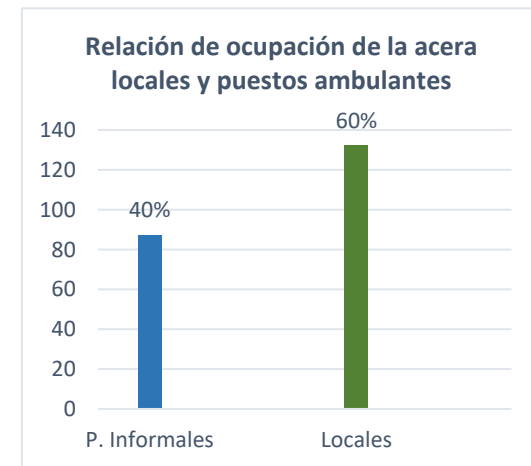 Relación de ocupación de la acera
locales y puestos ambulantes
140
120
100
80
60
40
20
0
40%
60%
P. Informales
Locales